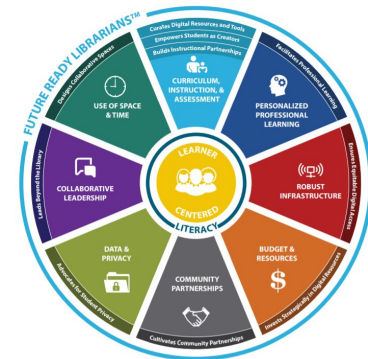 FUTURE READY LIBRARIANS™
Curates Digital Resources and Tools
Empowers Students as Creators
Builds Instructional Partnerships
CURRICULUM,
INSTRUCTION, &
ASSESSMENT
Facilitates Professional Learning
PERSONALIZED
PROFESSIONAL
LEARNING
Ensures Equitable Digital Access
ROBUST
INFRASTRUCTURE
Invests Strategically in Digital Resources
BUDGET &
RESOURCES
$
Cultivates Community Partnerships
COMMUNITY
PARTNERSHIPS
Advocates for Student Privacy
DATA &
PRIVACY
Leads Beyond the Library
COLLABORATIVE
LEADERSHIP
Designs Collaborative Spaces
USE OF SPACE
& TIME
LEARNER
CENTERED
LITERACY